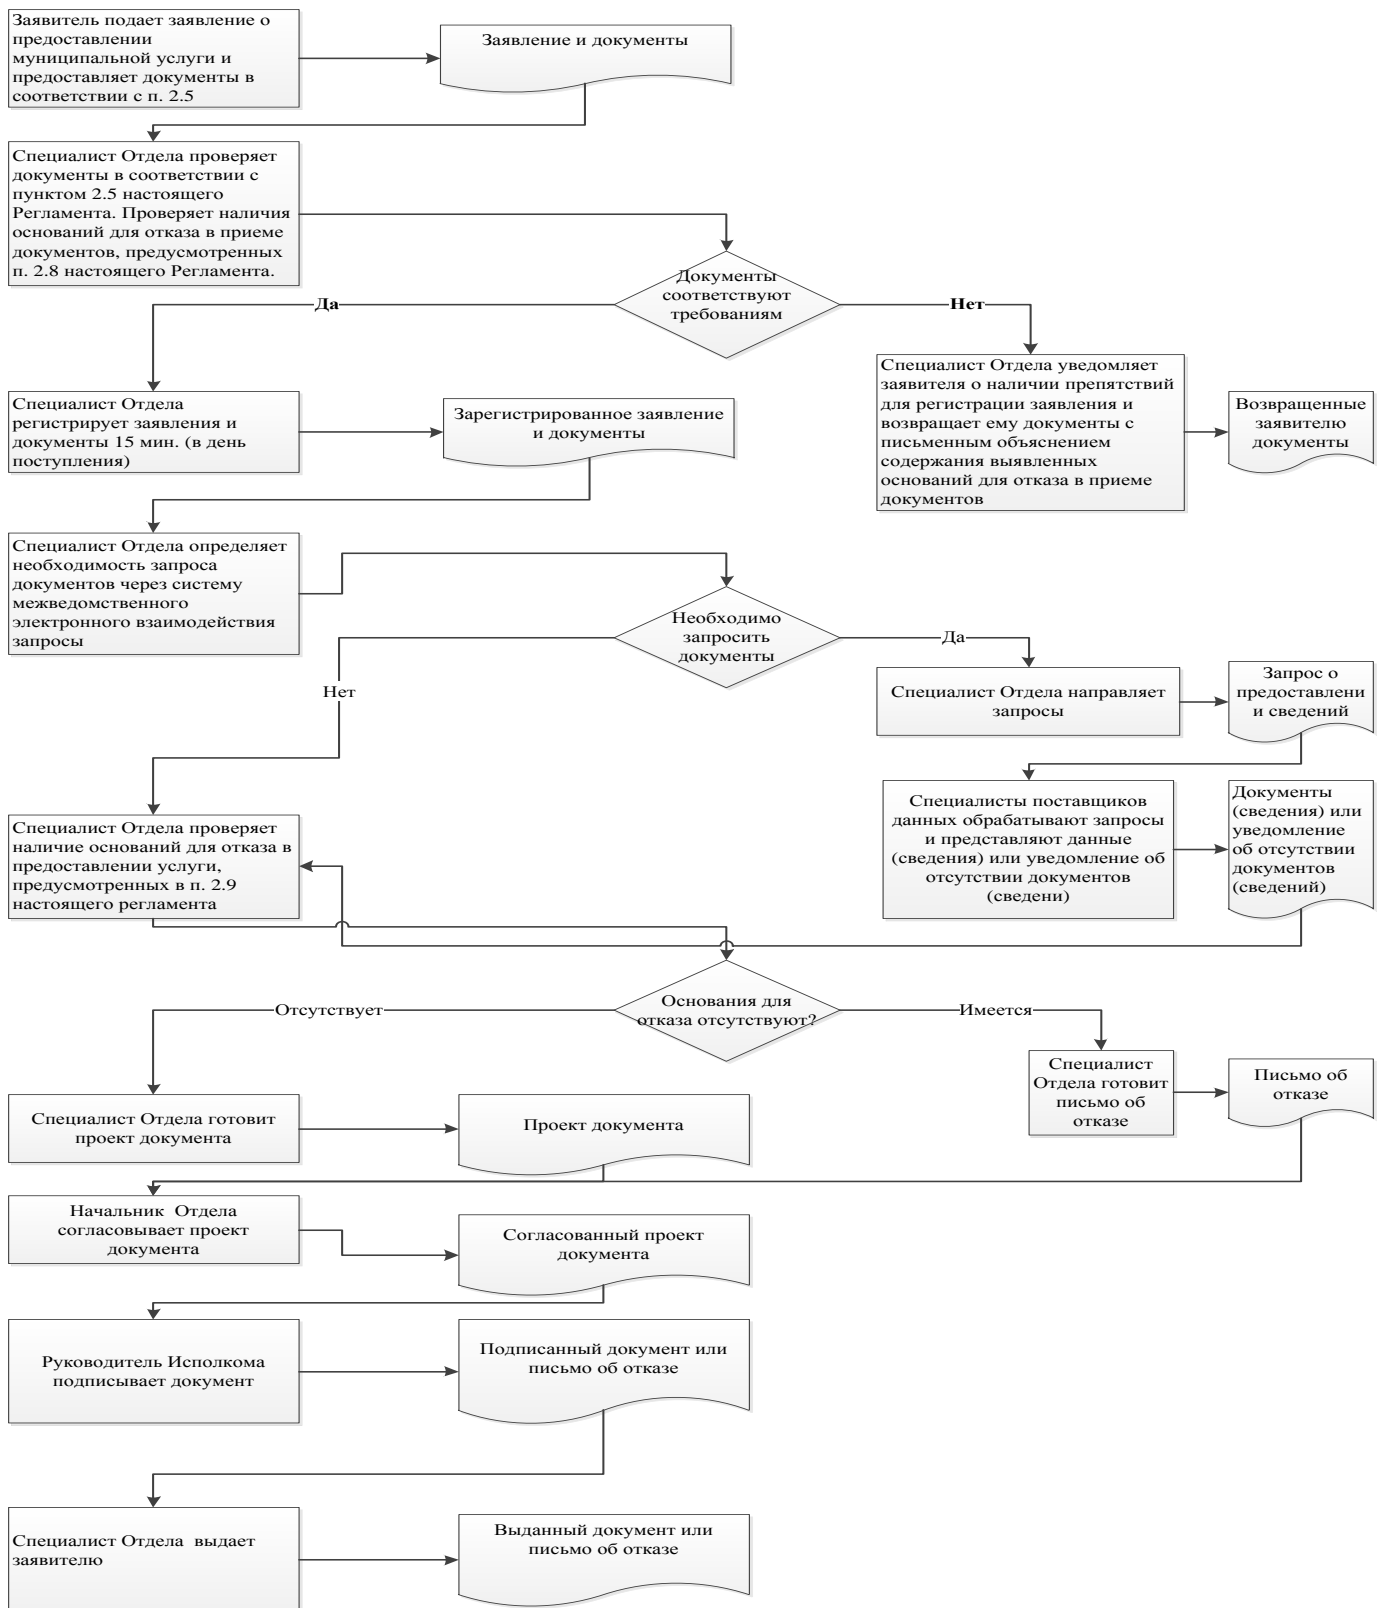 Заявитель подает заявление о
предоставлении
муниципальной услуги и
предоставляет документы в
соответствии с п. 2.5
Заявление и документы
Специалист Отдела проверяет
документы в соответствии с
пунктом 2.5 настоящего
Регламента. Проверяет наличия
оснований для отказа в приеме
документов, предусмотренных
п. 2.8 настоящего Регламента.
Документы
соответствуют
требованиям
Да
Нет
Специалист Отдела
регистрирует заявления и
документы 15 мин. (в день
поступления)
Зарегистрированное заявление
и документы
Специалист Отдела уведомляет
заявителя о наличии препятствий
для регистрации заявления и
возвращает ему документы с
письменным объяснением
содержания выявленных
оснований для отказа в приеме
документов
Возвращенные
заявителю
документы
Специалист Отдела определяет
необходимость запроса
документов через систему
межведомственного
электронного взаимодействия
запросы
Необходимо
запросить
документы
Да
Нет
Специалист Отдела направляет
запросы
Запрос о
предоставлени
и сведений
Специалисты поставщиков
данных обрабатывают запросы
и представляют данные
(сведения) или уведомление об
отсутствии документов
(сведени)
Документы
(сведения) или
уведомление
об отсутствии
документов
(сведений)
Специалист Отдела проверяет
наличие оснований для отказа в
предоставлении услуги,
предусмотренных в п. 2.9
настоящего регламента
Основания для
отказа отсутствуют?
Отсутствует
Имеется
Специалист
Отдела готовит
письмо об
отказе
Письмо об
отказе
Специалист Отдела готовит
проект документа
Проект документа
Начальник  Отдела
согласовывает проект
документа
Согласованный проект
документа
Руководитель Исполкома
подписывает документ
Подписанный документ или
письмо об отказе
Специалист Отдела  выдает
заявителю
Выданный документ или
письмо об отказе